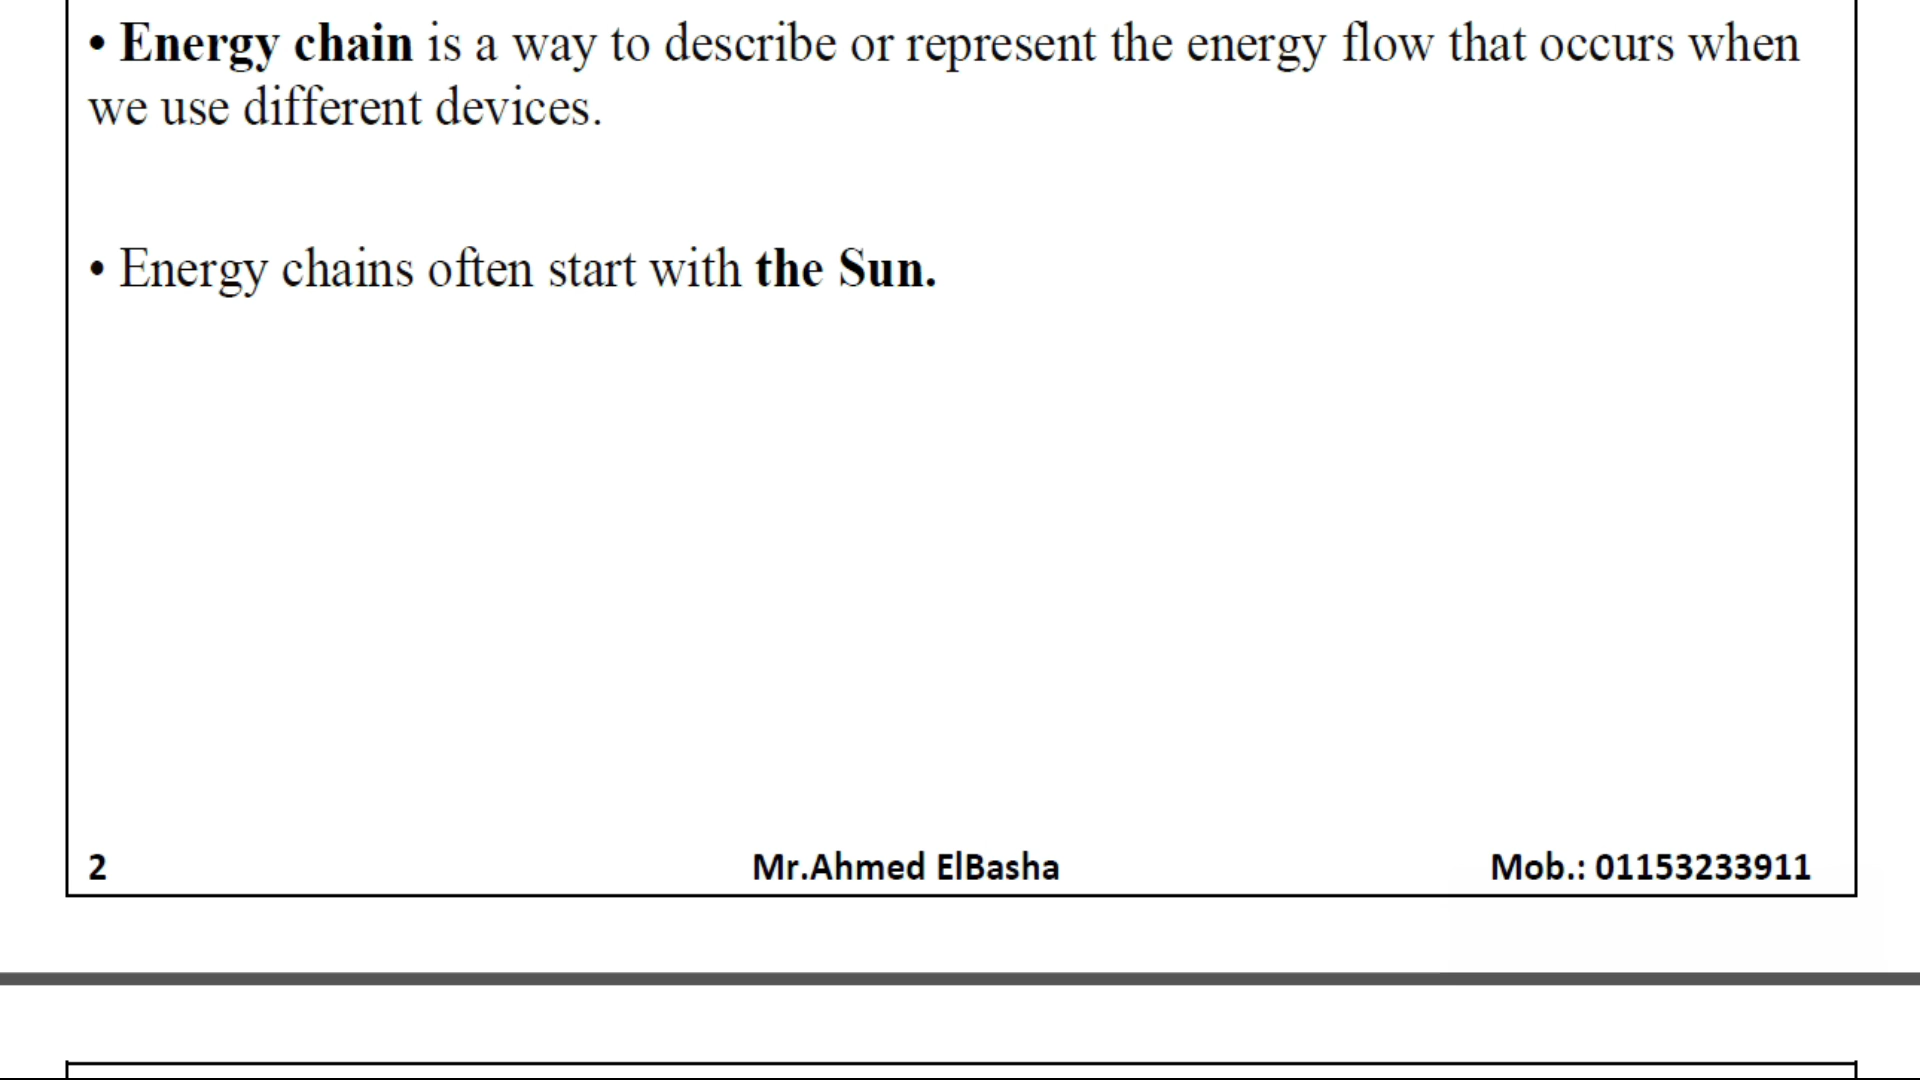 • Energy chain is a way to describe or represent the energy flow that occurs when
we use different devices.
• Energy chains often start with the Sun.
2 Mr.Ahmed ElBasha Mob.: 01153233911